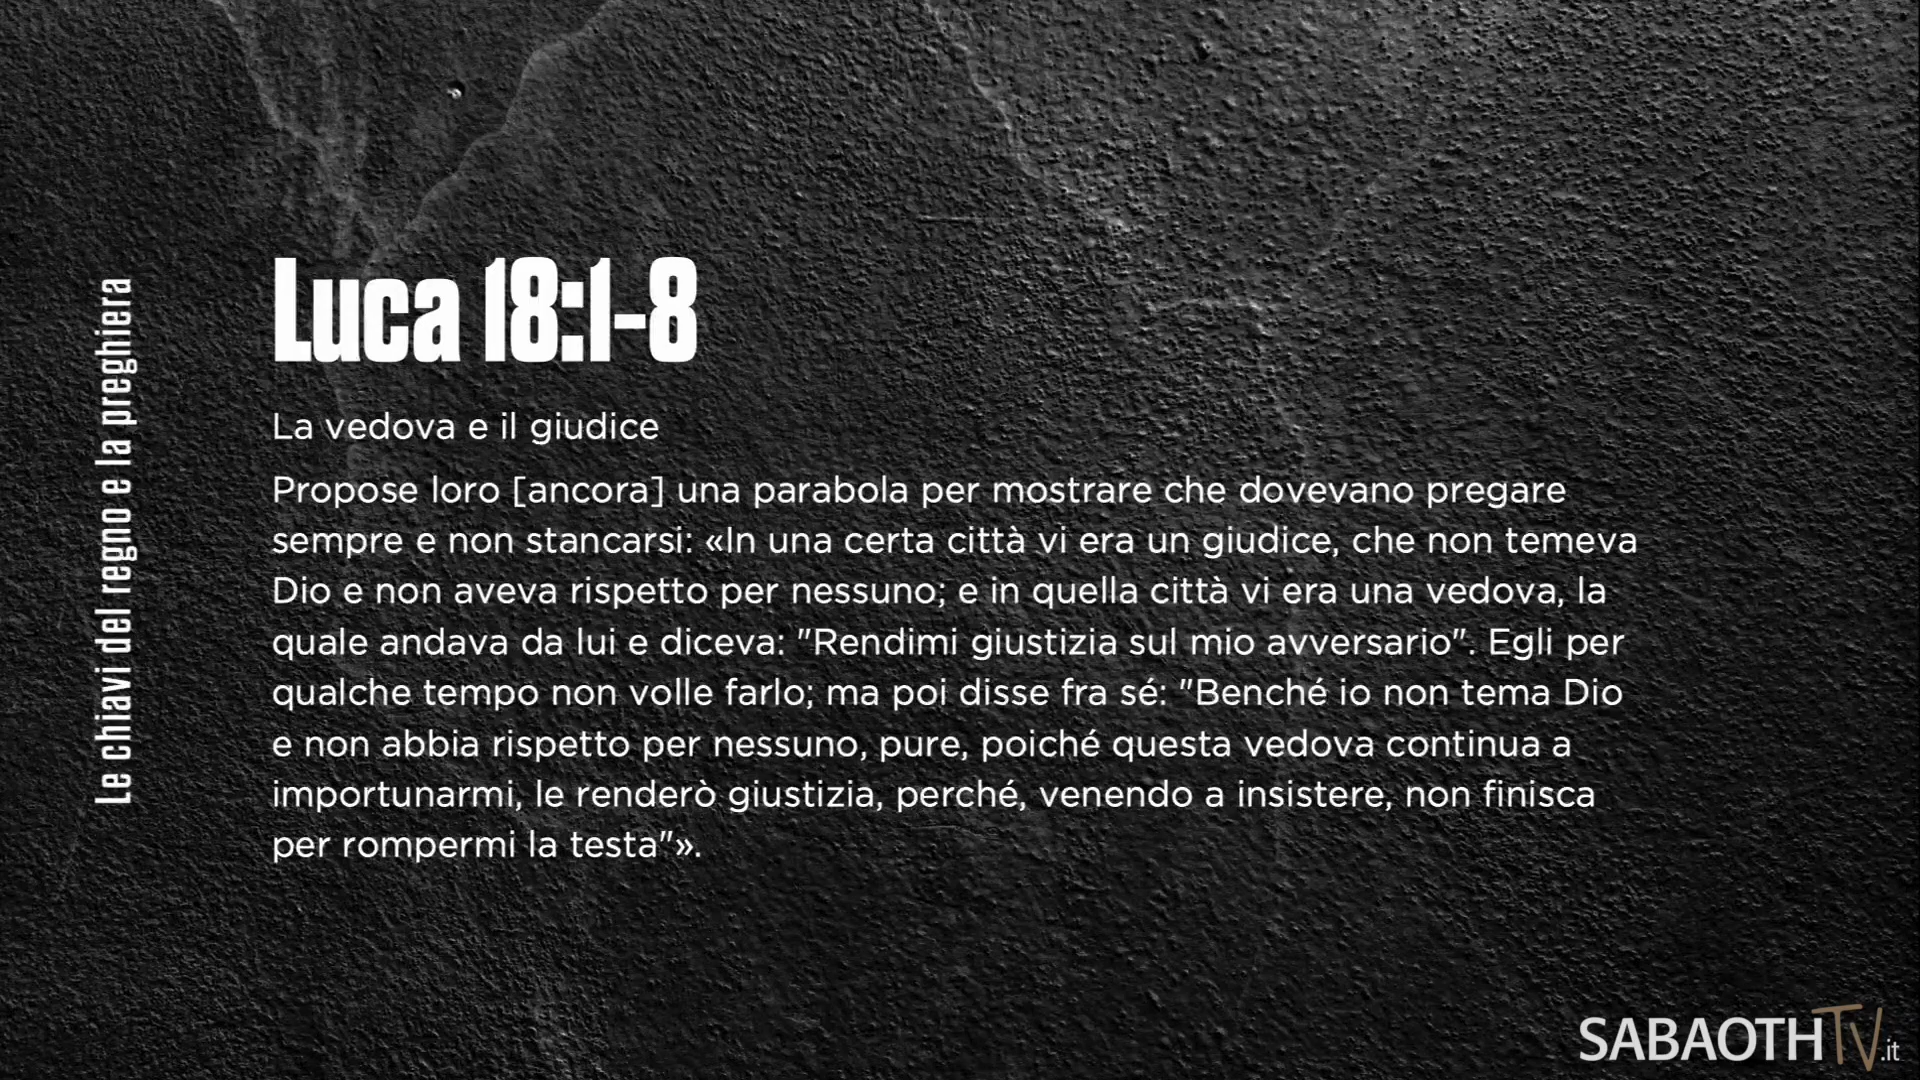 Le chiavi del regno e la preghiera
Luca 18:1-8
La vedova e il giudice
Propose loro [ancora] una parabola per mostrare che dovevano pregare
sempre e non stancarsi: «In una certa città vi era un giudice, che non temeva
Dio e non aveva rispetto per nessuno; e in quella città vi era una vedova, la
quale andava da lui e diceva: "Rendimi giustizia sul mio avversario". Egli per
qualche tempo non volle farlo; ma poi disse fra sé: "Benché io non tema Dio
e non abbia rispetto per nessuno, pure, poiché questa vedova continua a
importunarmi, le renderò giustizia, perché, venendo a insistere, non finisca
per rompermi la testa"».
SABAOTHTV.it